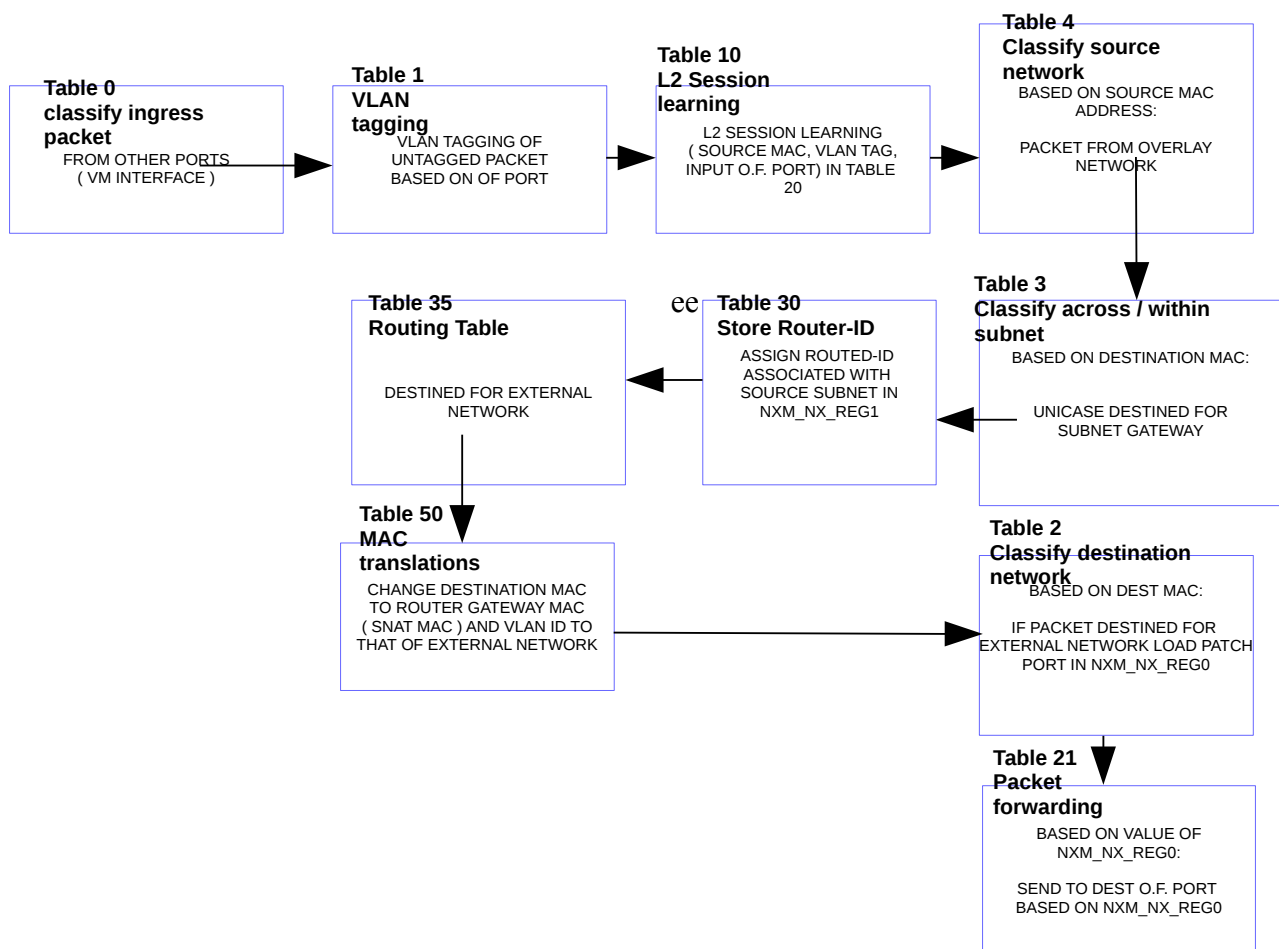 Table 0
classify ingress
packet
FROM OTHER PORTS
( VM INTERFACE )
Table 1
VLAN
tagging
VLAN TAGGING OF
UNTAGGED PACKET
BASED ON OF PORT
Table 10
L2 Session
learning
L2 SESSION LEARNING
( SOURCE MAC, VLAN TAG,
INPUT O.F. PORT) IN TABLE
20
Table 4
Classify source
network
BASED ON SOURCE MAC
ADDRESS:
PACKET FROM OVERLAY
NETWORK
Table 3
Classify across / within
subnet
BASED ON DESTINATION MAC:
UNICASE DESTINED FOR
SUBNET GATEWAY
ee
Table 30
Store Router-ID
ASSIGN ROUTED-ID
ASSOCIATED WITH
SOURCE SUBNET IN
NXM_NX_REG1
Table 35
Routing Table
DESTINED FOR EXTERNAL
NETWORK
Table 50
MAC
translations
CHANGE DESTINATION MAC
TO ROUTER GATEWAY MAC
( SNAT MAC ) AND VLAN ID TO
THAT OF EXTERNAL NETWORK
Table 2
Classify destination
network
BASED ON DEST MAC:
IF PACKET DESTINED FOR
EXTERNAL NETWORK LOAD PATCH
PORT IN NXM_NX_REG0
Table 21
Packet
forwarding
BASED ON VALUE OF
NXM_NX_REG0:
SEND TO DEST O.F. PORT
BASED ON NXM_NX_REG0